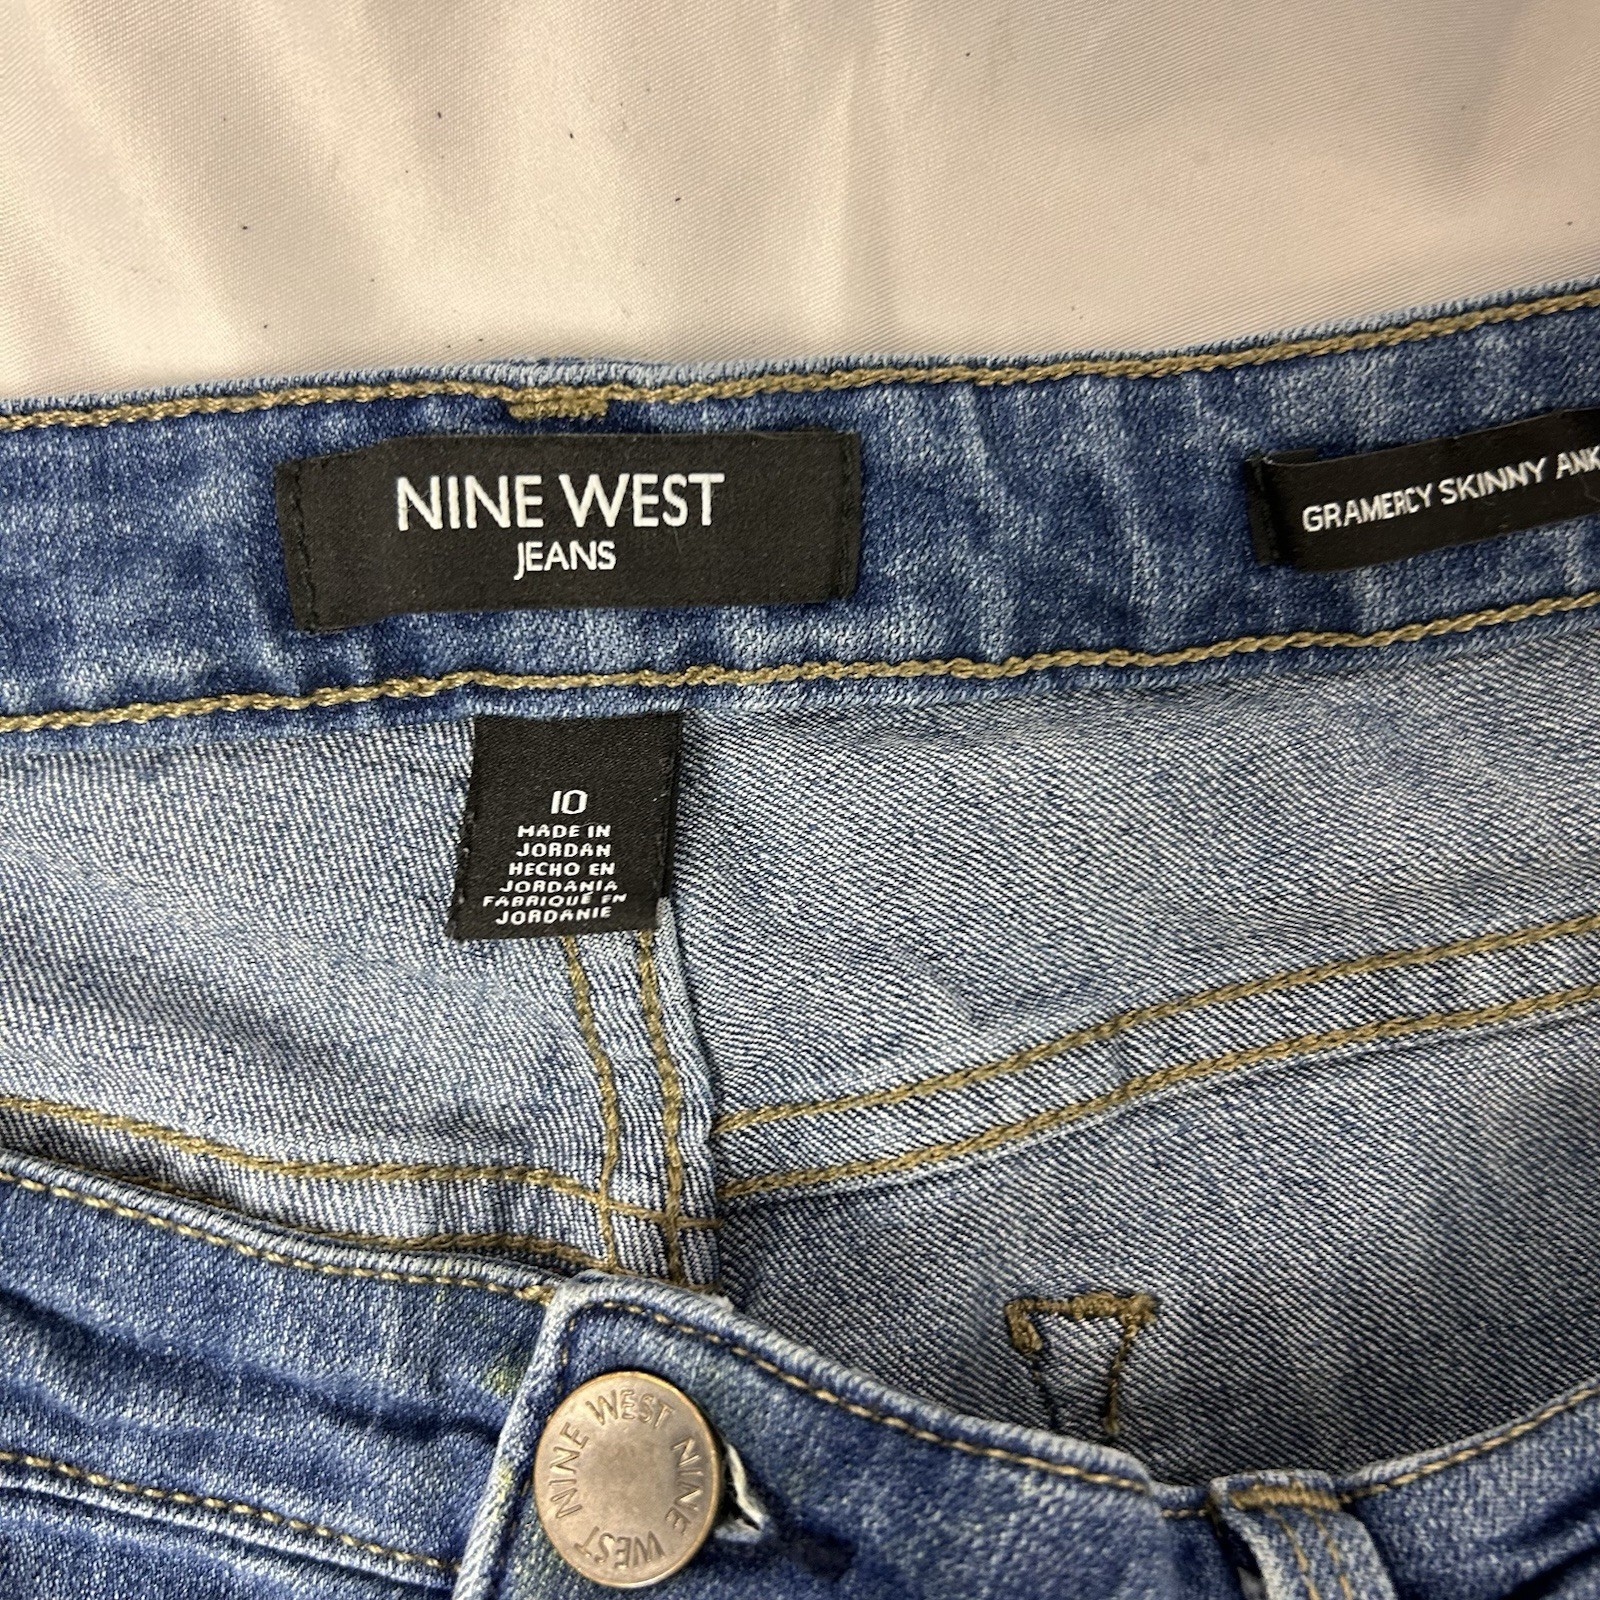 NINE WEST
JEANS
GRAMERCY SKINNY
10
MADE IN
JORDAN
HECHO EN
JORDANIA
FABRIQUE EN
JORDANIE
NINE WEST NINE WEST